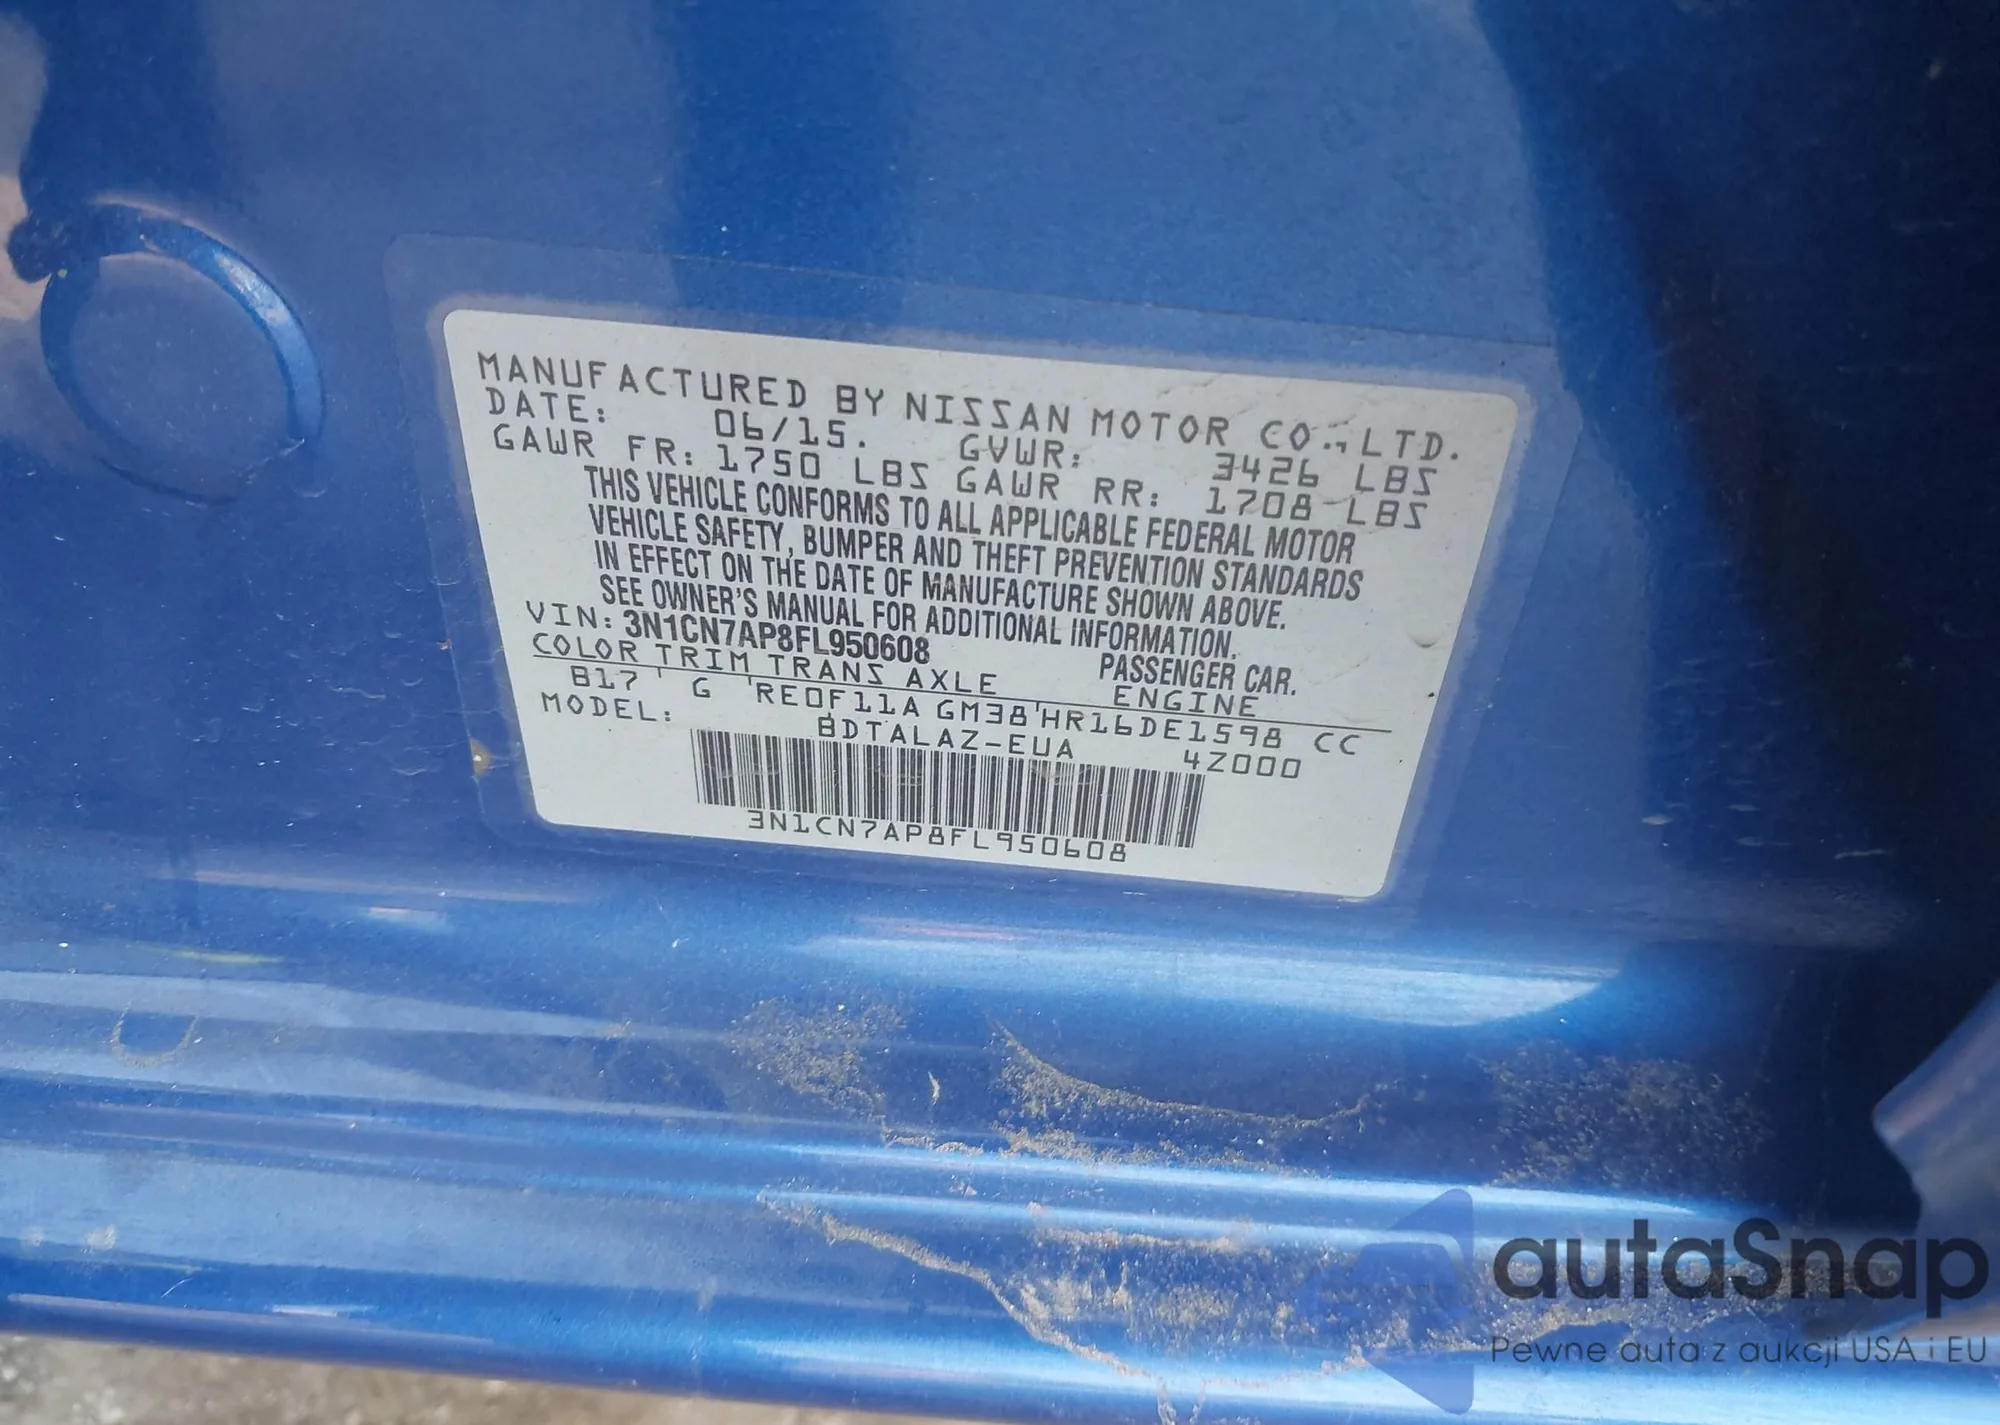 MANUFACTURED BY NISSAN MOTOR CO.,LTD.
DATE: 06/15. GVWR: 3426 LBS
GAWR FR: 1750 LBS GAWR RR: 1708 LBS
THIS VEHICLE CONFORMS TO ALL APPLICABLE FEDERAL MOTOR
VEHICLE SAFETY, BUMPER AND THEFT PREVENTION STANDARDS
IN EFFECT ON THE DATE OF MANUFACTURE SHOWN ABOVE.
SEE OWNER'S MANUAL FOR ADDITIONAL INFORMATION.
VIN: 3N1CN7AP8FL950608 PASSENGER CAR.
COLOR TRIM TRANS AXLE ENGINE
B17 G RE0F11A GM38 HR16DE1598 CC
MODEL: BDTALAZ-EUA 4Z000
3N1CN7AP8FL950608
autaSnap
Pewne auta z aukcji USA i EU